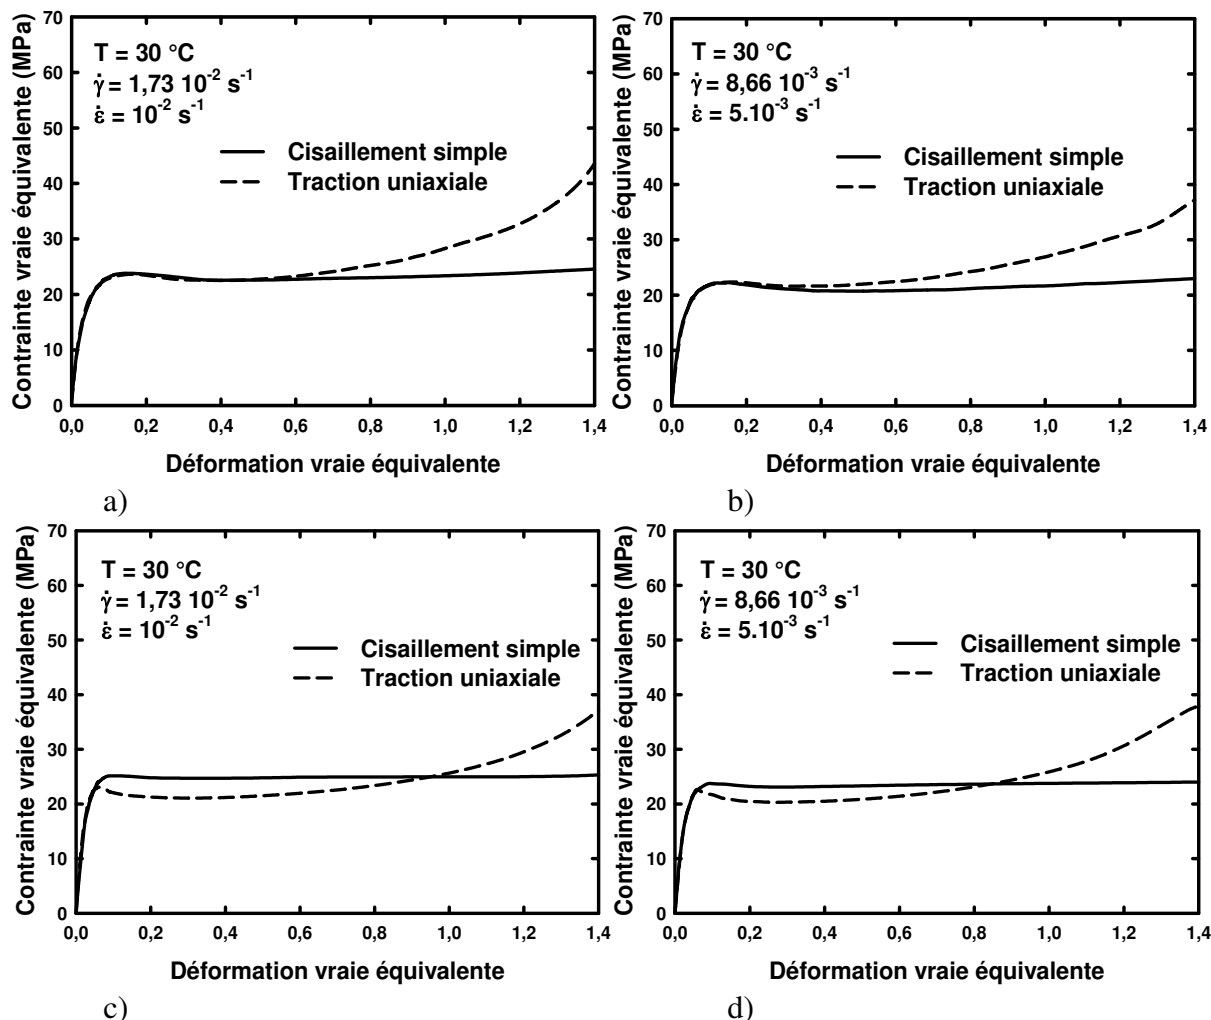 Contrainte vraie équivalente (MPa)
70
60
50
40
30
20
10
0
T = 30 °C
γ̇ = 1,73 10⁻² s⁻¹
ε̇ = 10⁻² s⁻¹
Cisaillement simple
Traction uniaxiale
0,0 0,2 0,4 0,6 0,8 1,0 1,2 1,4
Déformation vraie équivalente
a)
Contrainte vraie équivalente (MPa)
70
60
50
40
30
20
10
0
T = 30 °C
γ̇ = 8,66 10⁻³ s⁻¹
ε̇ = 5.10⁻³ s⁻¹
Cisaillement simple
Traction uniaxiale
0,0 0,2 0,4 0,6 0,8 1,0 1,2 1,4
Déformation vraie équivalente
b)
Contrainte vraie équivalente (MPa)
70
60
50
40
30
20
10
0
T = 30 °C
γ̇ = 1,73 10⁻² s⁻¹
ε̇ = 10⁻² s⁻¹
Cisaillement simple
Traction uniaxiale
0,0 0,2 0,4 0,6 0,8 1,0 1,2 1,4
Déformation vraie équivalente
c)
Contrainte vraie équivalente (MPa)
70
60
50
40
30
20
10
0
T = 30 °C
γ̇ = 8,66 10⁻³ s⁻¹
ε̇ = 5.10⁻³ s⁻¹
Cisaillement simple
Traction uniaxiale
0,0 0,2 0,4 0,6 0,8 1,0 1,2 1,4
Déformation vraie équivalente
d)